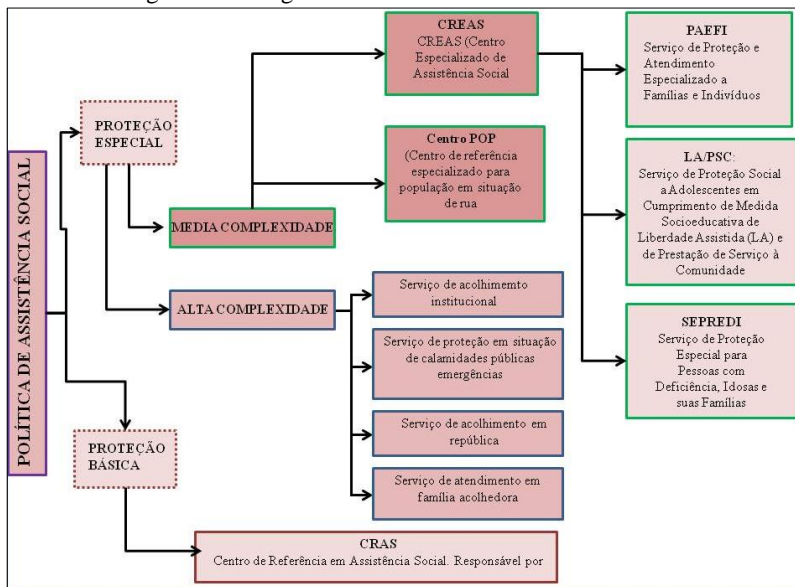 POLÍTICA DE ASSISTÊNCIA SOCIAL
PROTEÇÃO
ESPECIAL
MEDIA COMPLEXIDADE
CREAS
CREAS (Centro
Especializado de
Assistência Social
Centro POP
(Centro de referência
especializado para
população em situação
de rua
PAEFI
Serviço de Proteção e
Atendimento
Especializado a
Famílias e Indivíduos
LA/PSC:
Serviço de Proteção Social
a Adolescentes em
Cumprimento de Medida
Socioeducativa de
Liberdade Assistida (LA) e
de Prestação de Serviço à
Comunidade
SEPREDI
Serviço de Proteção
Especial para
Pessoas com
Deficiência, Idosas e
suas Famílias
ALTA COMPLEXIDADE
Serviço de acolhimemto
institucional
Serviço de proteção em situação
de calamidades públicas
emergências
Serviço de acolhimento em
república
Serviço de atendimento em
família acolhedora
PROTEÇÃO
BÁSICA
CRAS
Centro de Referência em Assistência Social. Responsável por